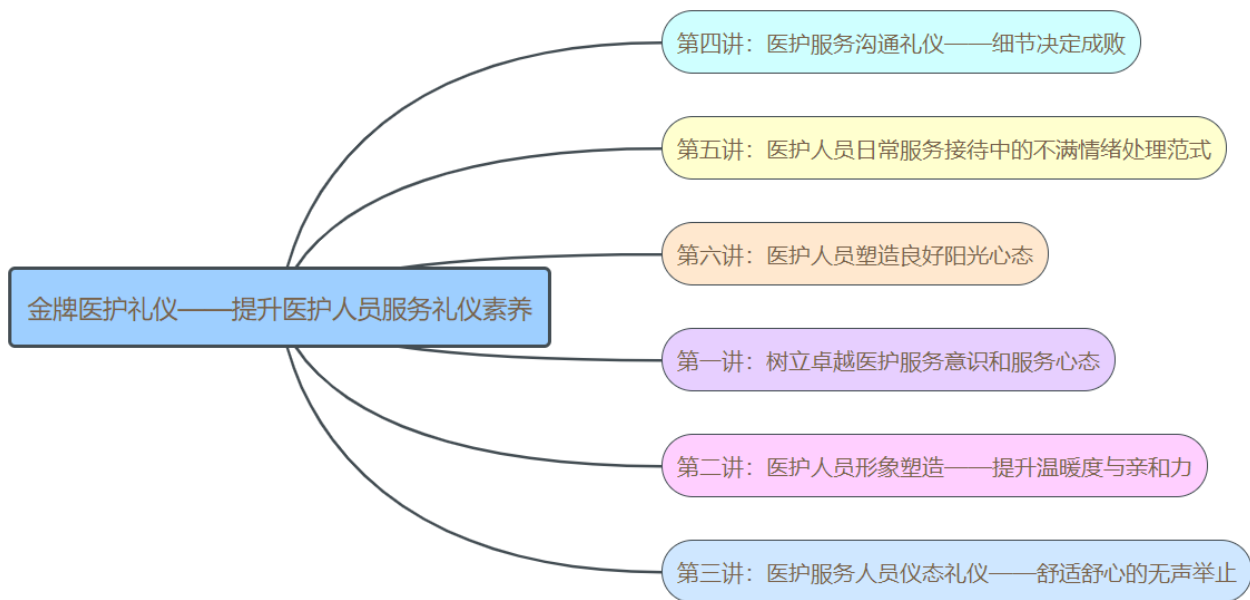 第四讲：医护服务沟通礼仪——细节决定成败
第五讲：医护人员日常服务接待中的不满情绪处理范式
第六讲：医护人员塑造良好阳光心态
金牌医护礼仪——提升医护人员服务礼仪素养
第一讲：树立卓越医护服务意识和服务心态
第二讲：医护人员形象塑造——提升温暖度与亲和力
第三讲：医护服务人员仪态礼仪——舒适舒心的无声举止